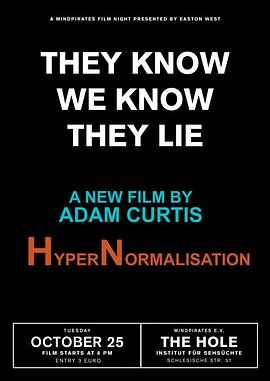 A MINDPIRATES FILM NIGHT PRESENTED BY EASTON WEST
THEY KNOW
WE KNOW
THEY LIE
A NEW FILM BY
ADAM CURTIS
HYPERNORMALISATION
TUESDAY
OCTOBER 25
FILM STARTS AT 8 PM
ENTRY 3 EURO
MINDPIRATES E.V.
THE HOLE
INSTITUT FÜR SEHSÜCHTE
SCHLESISCHE STR. 37